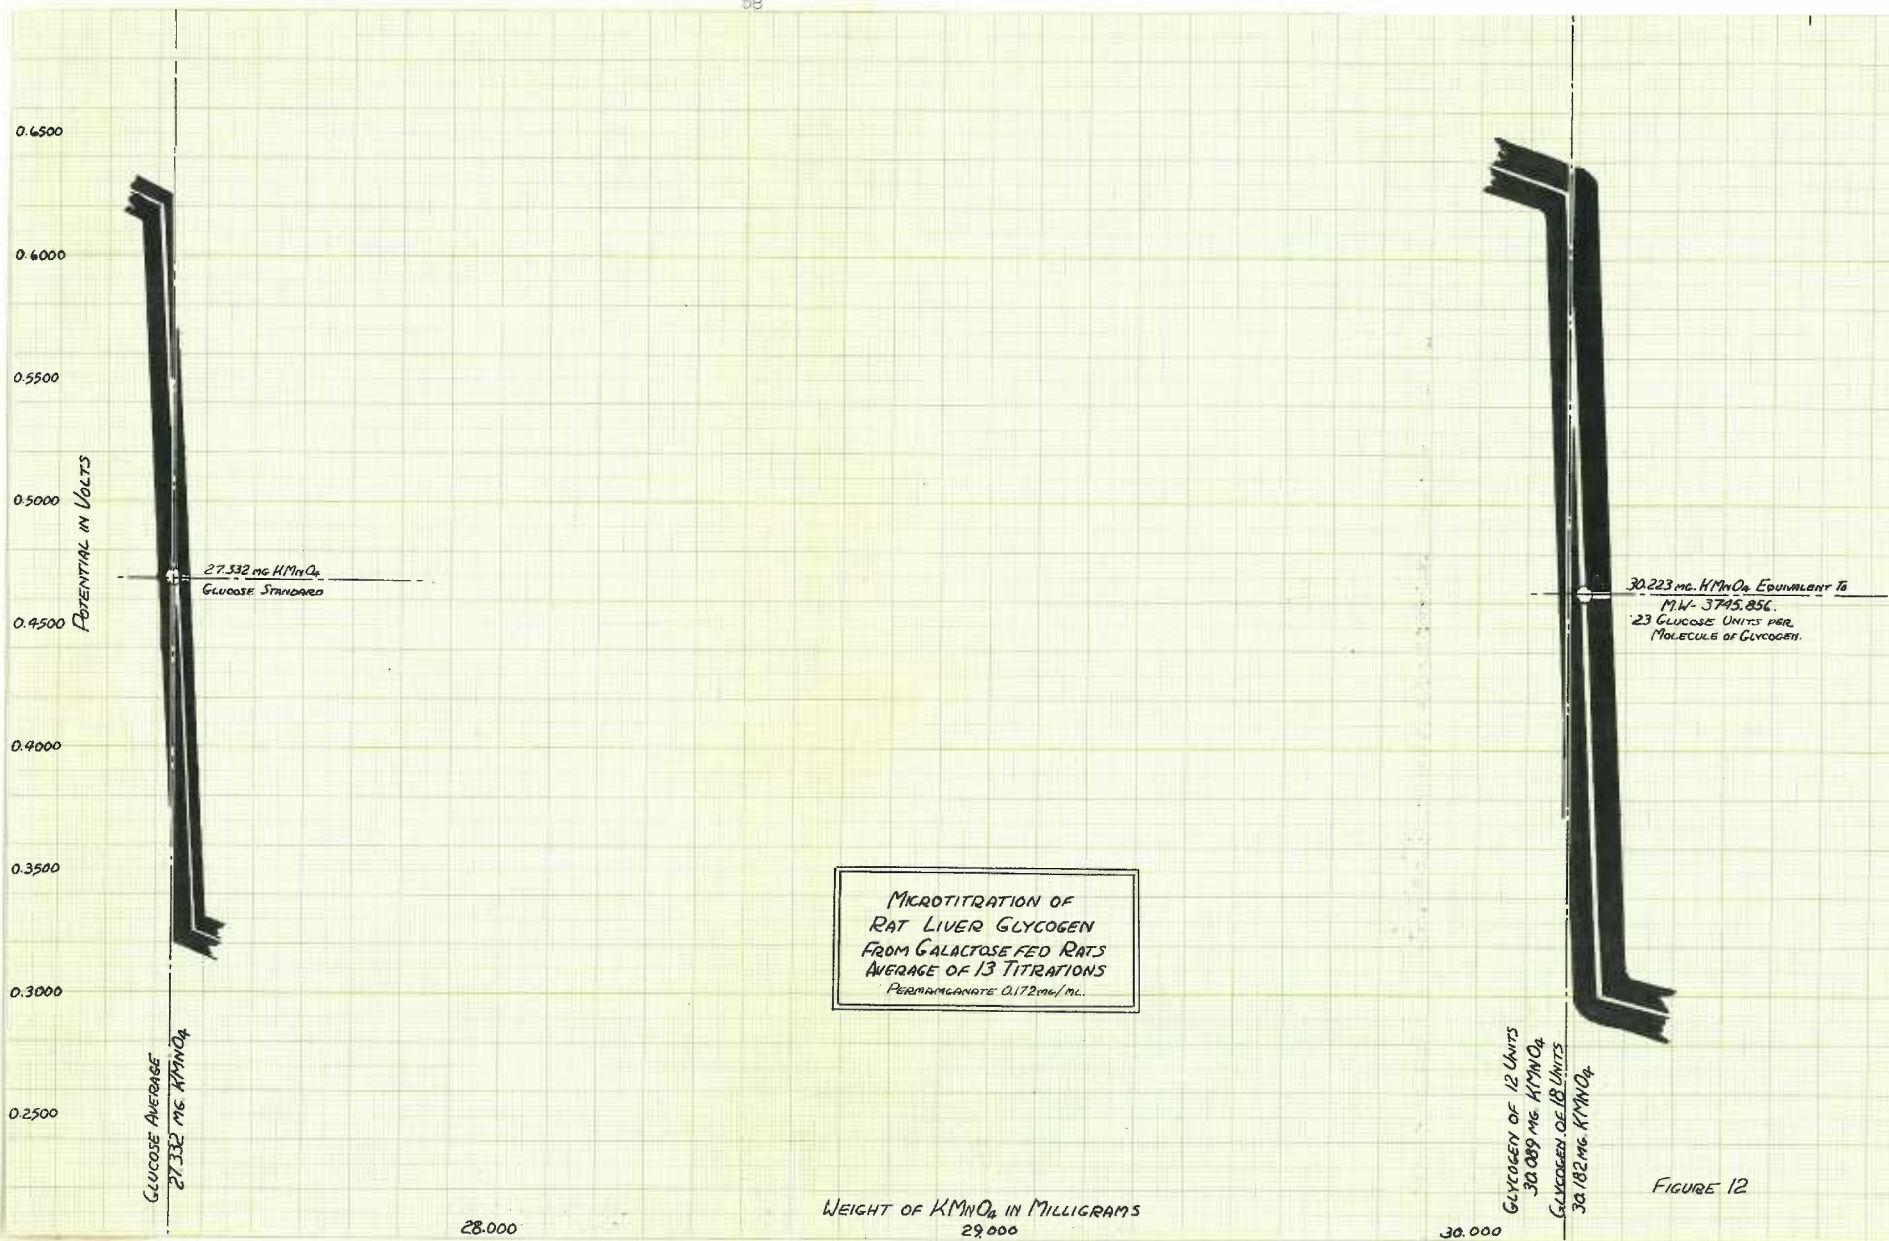 58
0.6500
0.6000
0.5500
0.5000
0.4500
0.4000
0.3500
0.3000
0.2500
POTENTIAL IN VOLTS
27.332 MG KMNO4
GLUCOSE STANDARD
30.223 MG. KMNO4 EQUIVALENT TO
M.W- 3745.856.
23 GLUCOSE UNITS PER
MOLECULE OF GLYCOGEN.
MICROTITRATION OF
RAT LIVER GLYCOGEN
FROM GALACTOSE FED RATS
AVERAGE OF 13 TITRATIONS
PERMAMGANATE 0.172MG/ML.
GLUCOSE AVERAGE
27.332 MG. KMNO4
GLYCOGEN OF 12 UNITS
30.089 MG KMNO4
GLYCOGEN OF 18 UNITS
30.182 MG. KMNO4
FIGURE 12
WEIGHT OF KMNO4 IN MILLIGRAMS
28.000
29.000
30.000